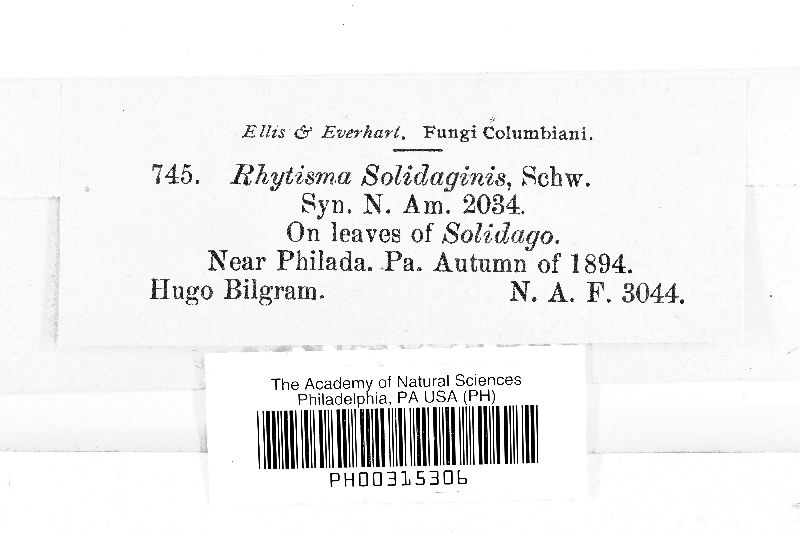 Ellis & Everhart. Fungi Columbiani.
745. Rhytisma Solidaginis, Schw.
Syn. N. Am. 2034.
On leaves of Solidago.
Near Philada. Pa. Autumn of 1894.
Hugo Bilgram. N. A. F. 3044.
The Academy of Natural Sciences
Philadelphia, PA USA (PH)
PH00315306